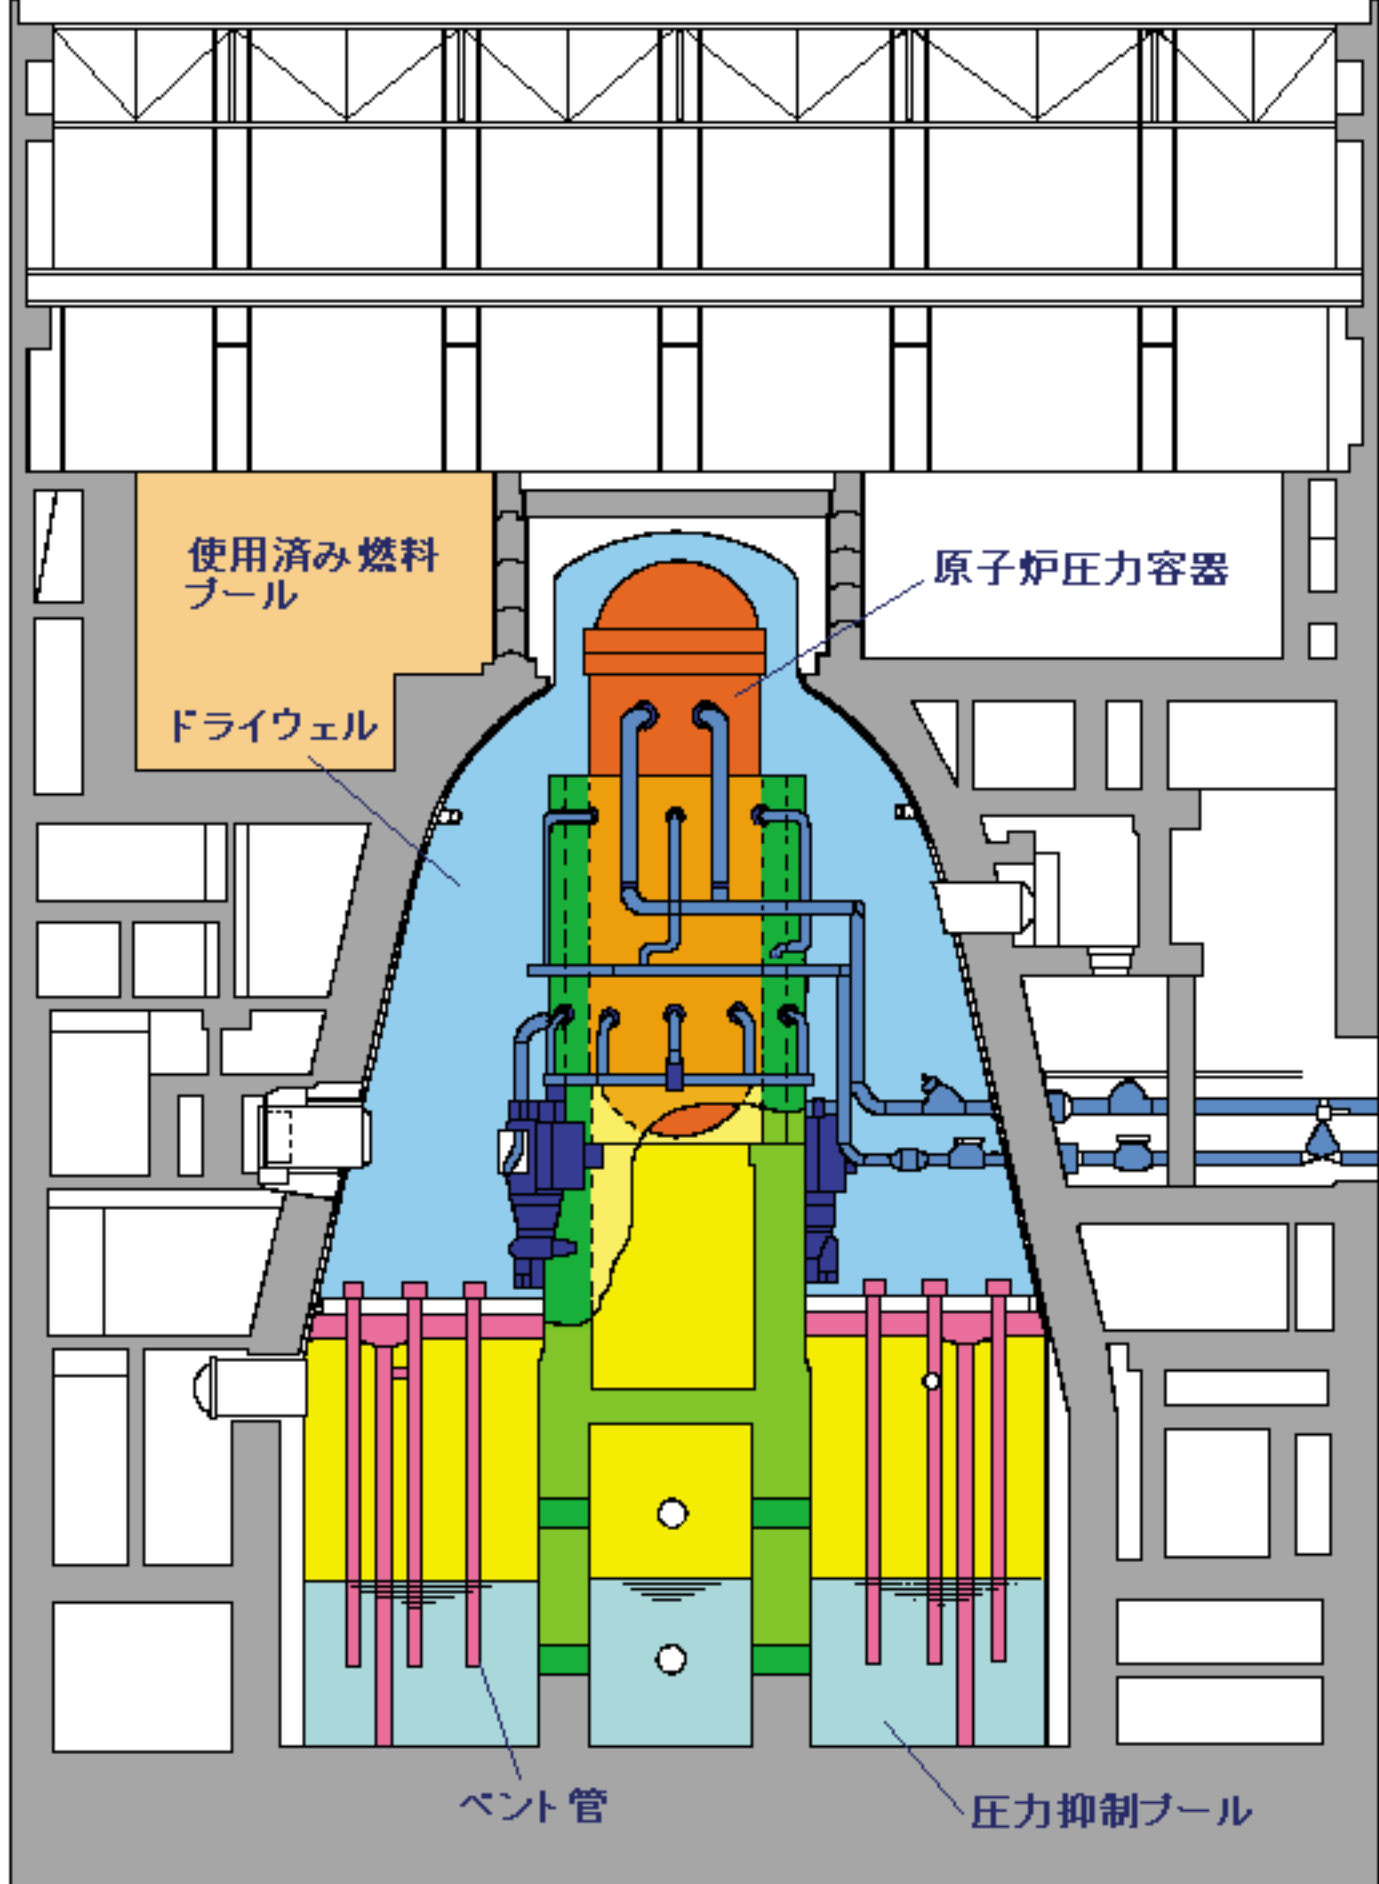 使用済み燃料
プール
原子炉圧力容器
ドライウェル
ベント管
圧力抑制プール